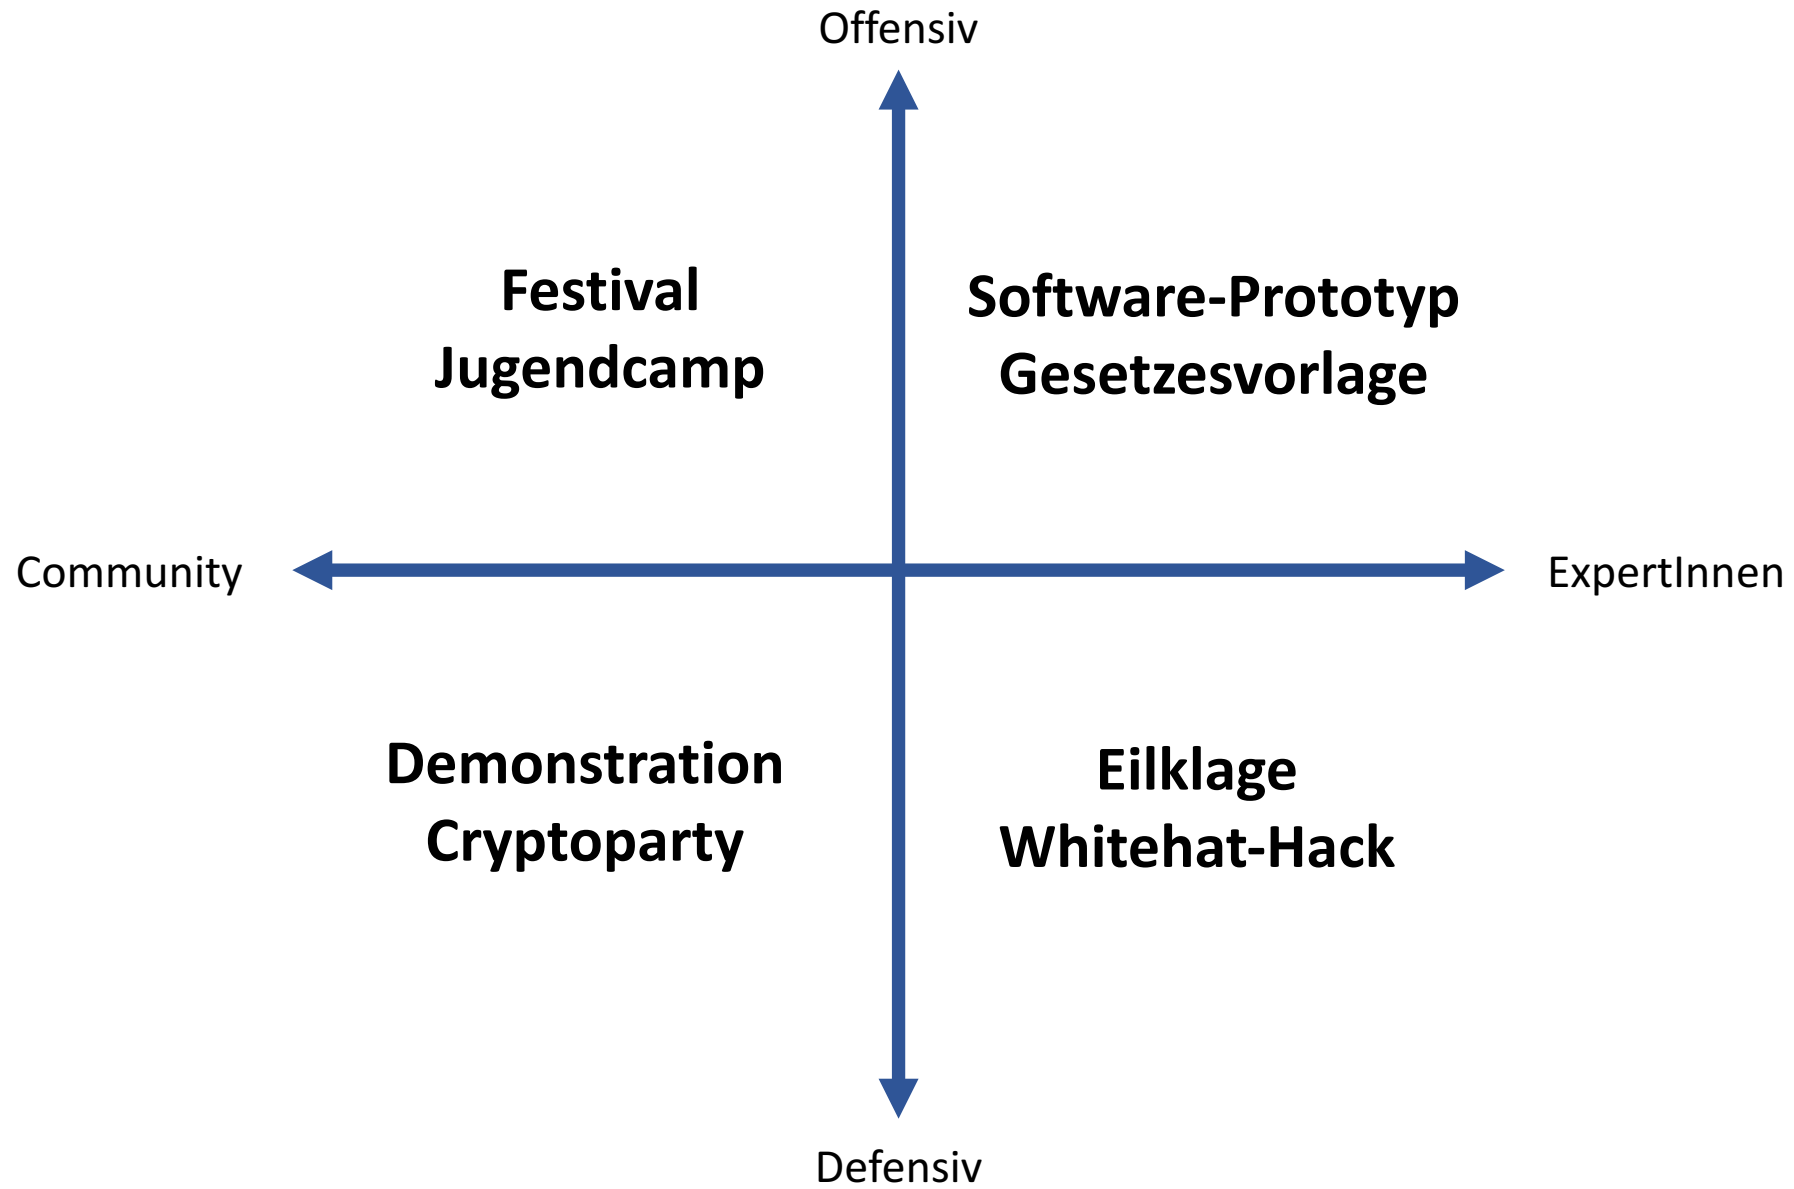 Offensiv
Festival
Jugendcamp
Software-Prototyp
Gesetzesvorlage
Community
ExpertInnen
Demonstration
Cryptoparty
Eilklage
Whitehat-Hack
Defensiv